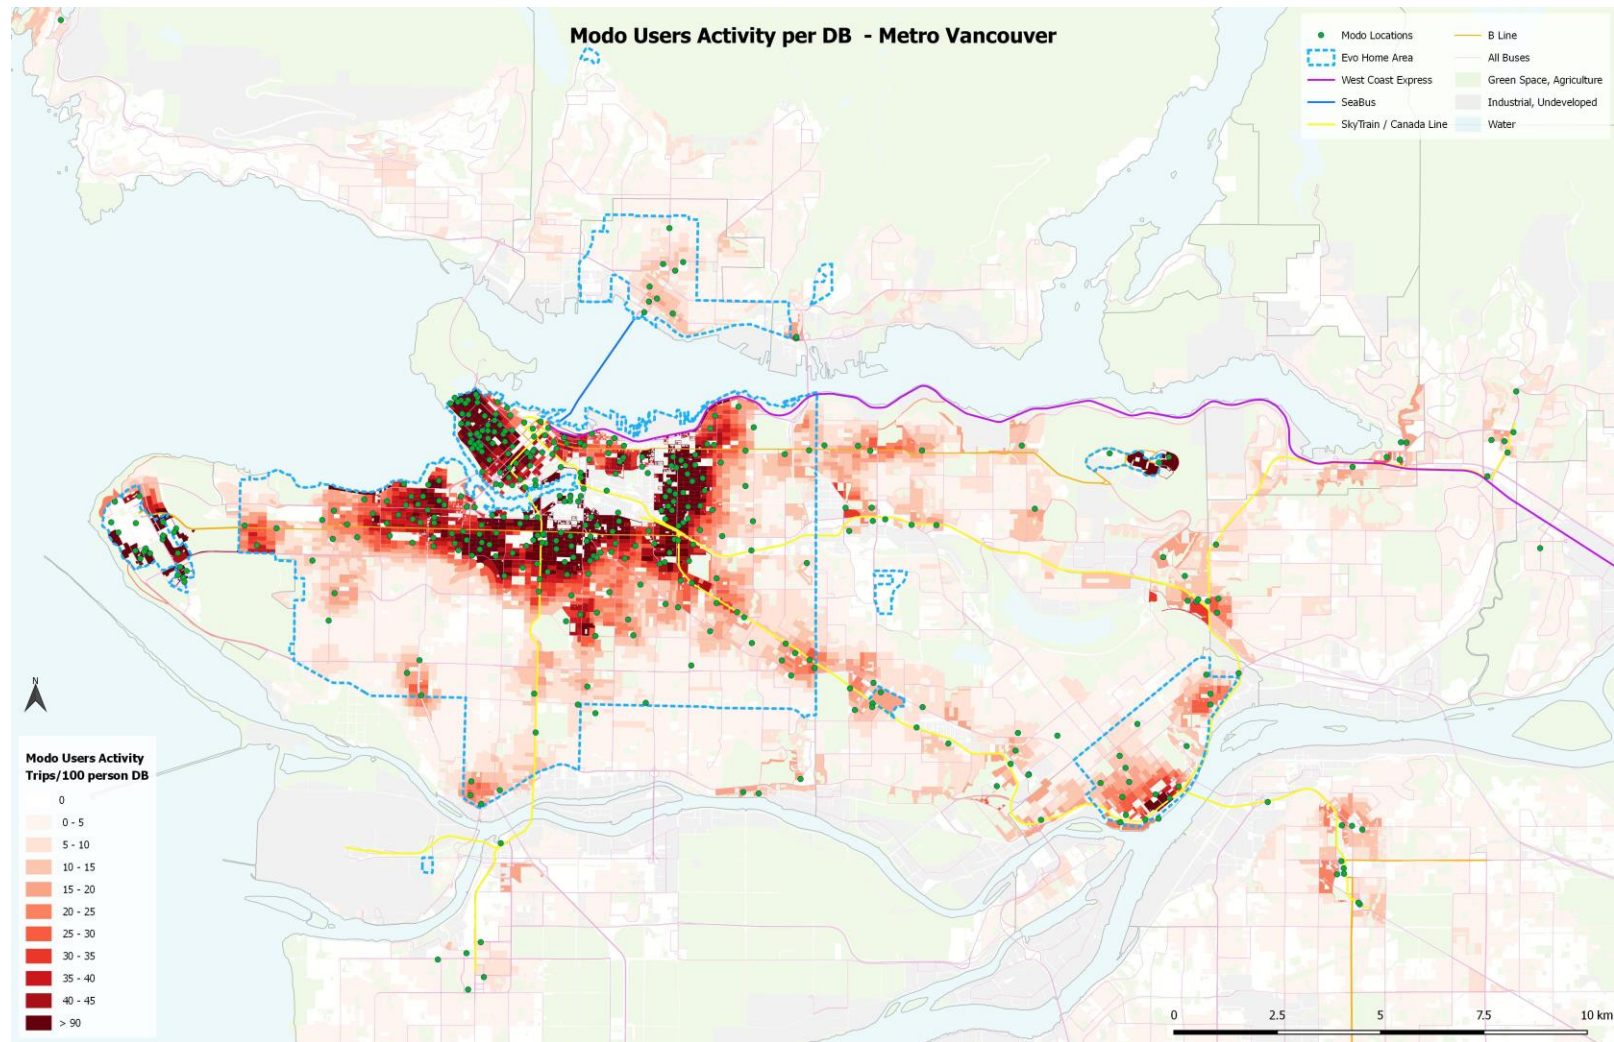 Modo Users Activity per DB  - Metro Vancouver
Modo Locations
Evo Home Area
West Coast Express
SeaBus
SkyTrain / Canada Line
B Line
All Buses
Green Space, Agriculture
Industrial, Undeveloped
Water
N
Modo Users Activity
Trips/100 person DB
0
0 - 5
5 - 10
10 - 15
15 - 20
20 - 25
25 - 30
30 - 35
35 - 40
40 - 45
> 90
0 2.5 5 7.5 10 km